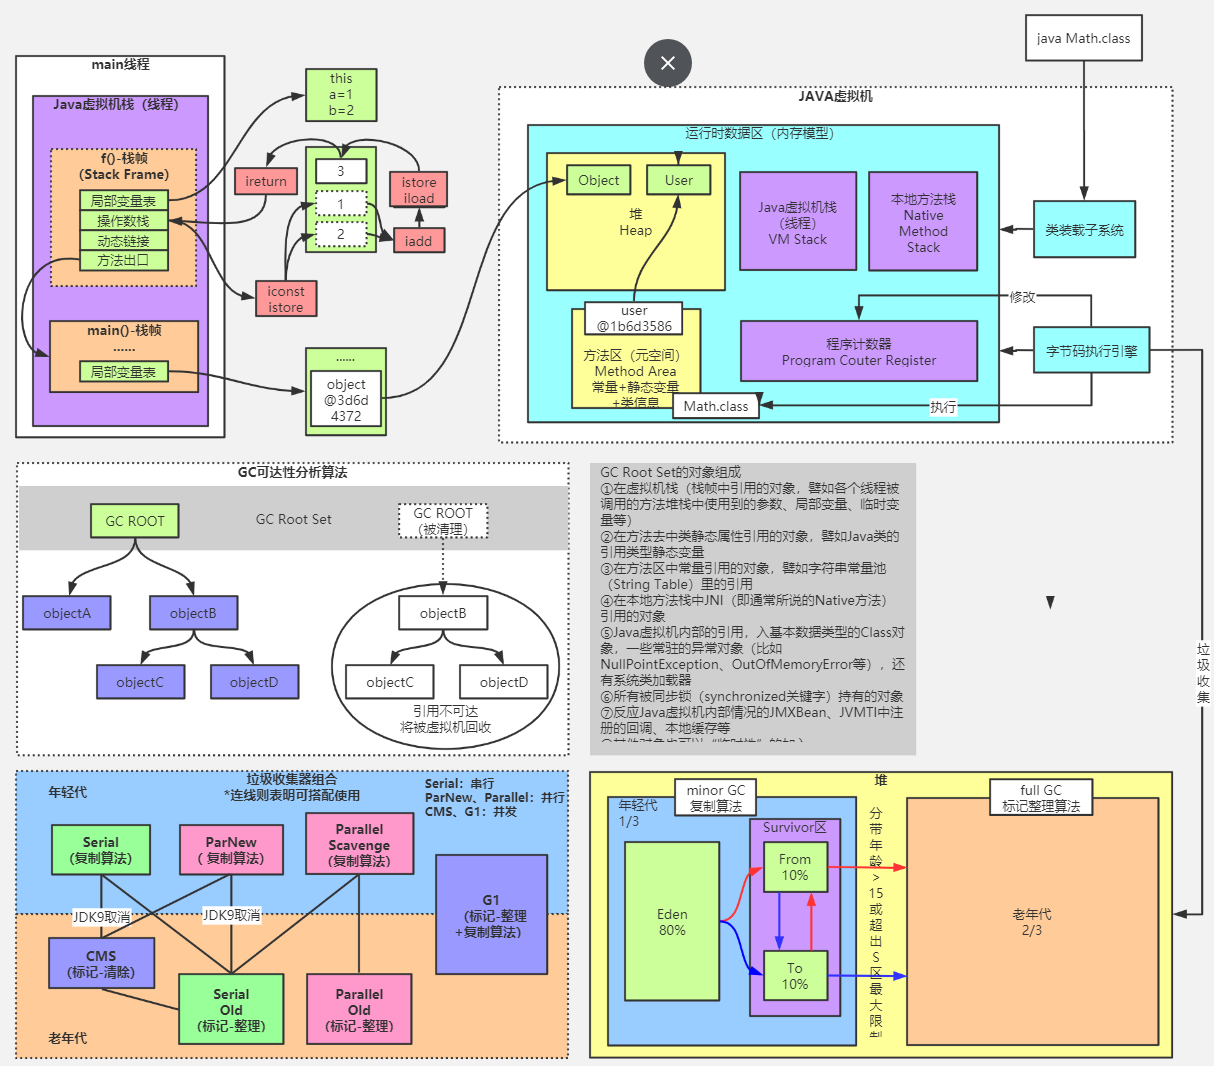 java Math.class
main线程
Java虚拟机栈（线程）
f()-栈帧
(Stack Frame)
局部变量表
操作数栈
动态链接
方法出口
main()-栈帧
······
局部变量表
this
a=1
b=2
ireturn
3
1
2
istore
iload
iadd
iconst
istore
······
object
@3d6d
4372
JAVA虚拟机
运行时数据区（内存模型）
Object
User
堆
Heap
Java虚拟机栈
（线程）
VM Stack
本地方法栈
Native
Method
Stack
类装载子系统
user
@1b6d3586
方法区（元空间）
Method Area
常量+静态变量
+类信息
Math.class
程序计数器
Program Couter Register
修改
字节码执行引擎
执行
垃
圾
收
集
GC可达性分析算法
GC ROOT
GC Root Set
GC ROOT
（被清理）
objectA
objectB
objectC
objectD
objectB
objectC
objectD
引用不可达
将被虚拟机回收
GC Root Set的对象组成
①在虚拟机栈（栈帧中引用的对象，譬如各个线程被
调用的方法堆栈中使用到的参数、局部变量、临时变
量等）
②在方法去中类静态属性引用的对象，譬如Java类的
引用类型静态变量
③在方法区中常量引用的对象，譬如字符串常量池
（String Table）里的引用
④在本地方法栈中JNI（即通常所说的Native方法）
引用的对象
⑤Java虚拟机内部的引用，入基本数据类型的Class对
象，一些常驻的异常对象（比如
NullPointException、OutOfMemoryError等），还
有系统类加载器
⑥所有被同步锁（synchronized关键字）持有的对象
⑦反应Java虚拟机内部情况的JMXBean、JVMTI中注
册的回调、本地缓存等
垃圾收集器组合
*连线则表明可搭配使用
年轻代
Serial：串行
ParNew、Parallel：并行
CMS、G1：并发
Serial
(复制算法)
ParNew
( 复制算法)
Parallel
Scavenge
(复制算法)
G1
(标记-整理
+复制算法)
JDK9取消
JDK9取消
CMS
(标记-清除)
Serial
Old
(标记-整理)
Parallel
Old
(标记-整理)
老年代
堆
minor GC
复制算法
年轻代
1/3
Survivor区
Eden
80%
From
10%
To
10%
分
带
年
龄
>
15
或
超
出
S
区
最
大
限
制
full GC
标记整理算法
老年代
2/3